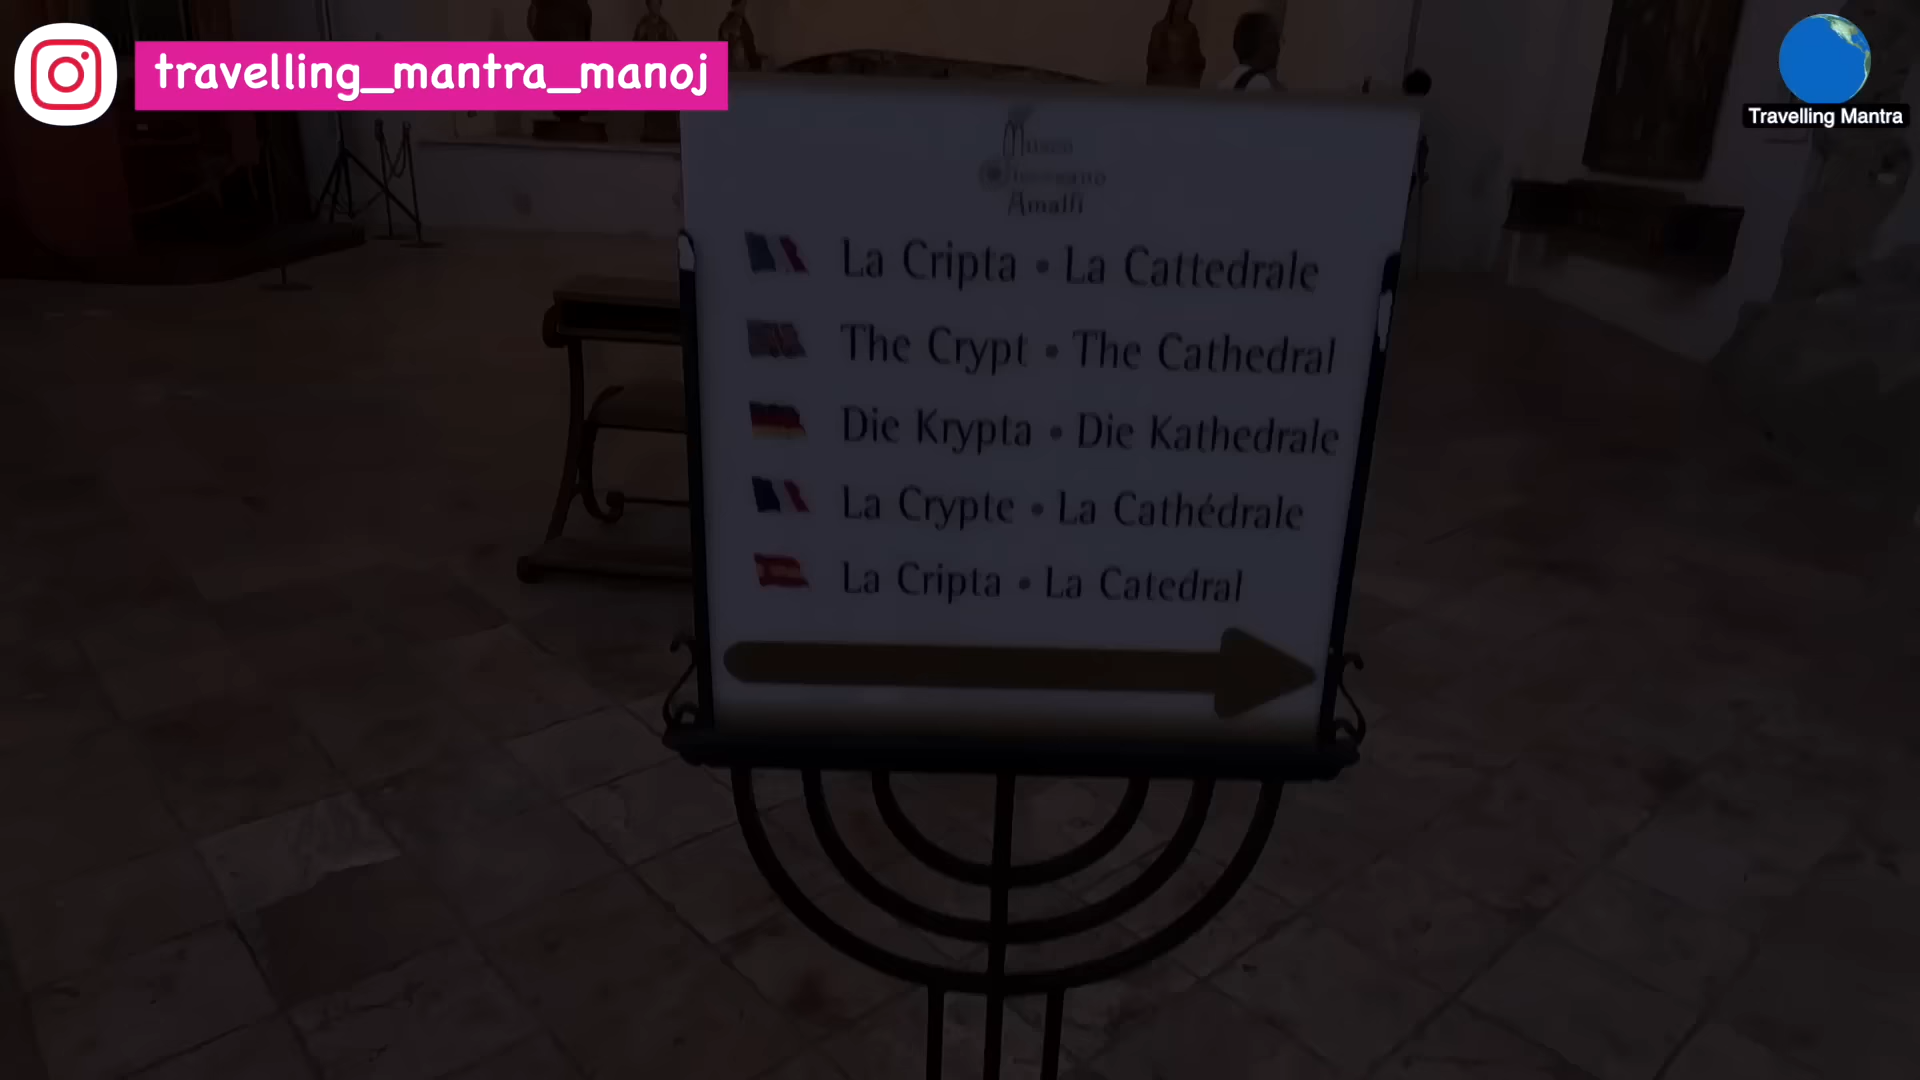 travelling_mantra_manoj
Travelling Mantra
Museo
Diocesano
Amalfi
La Cripta • La Cattedrale
The Crypt • The Cathedral
Die Krypta • Die Kathedrale
La Crypte • La Cathédrale
La Cripta • La Catedral